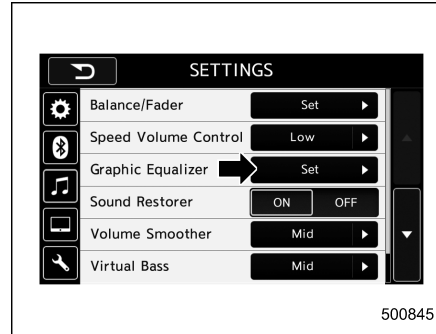 SETTINGS
Balance/Fader Set
Speed Volume Control Low
Graphic Equalizer Set
Sound Restorer ON OFF
Volume Smoother Mid
Virtual Bass Mid
500845